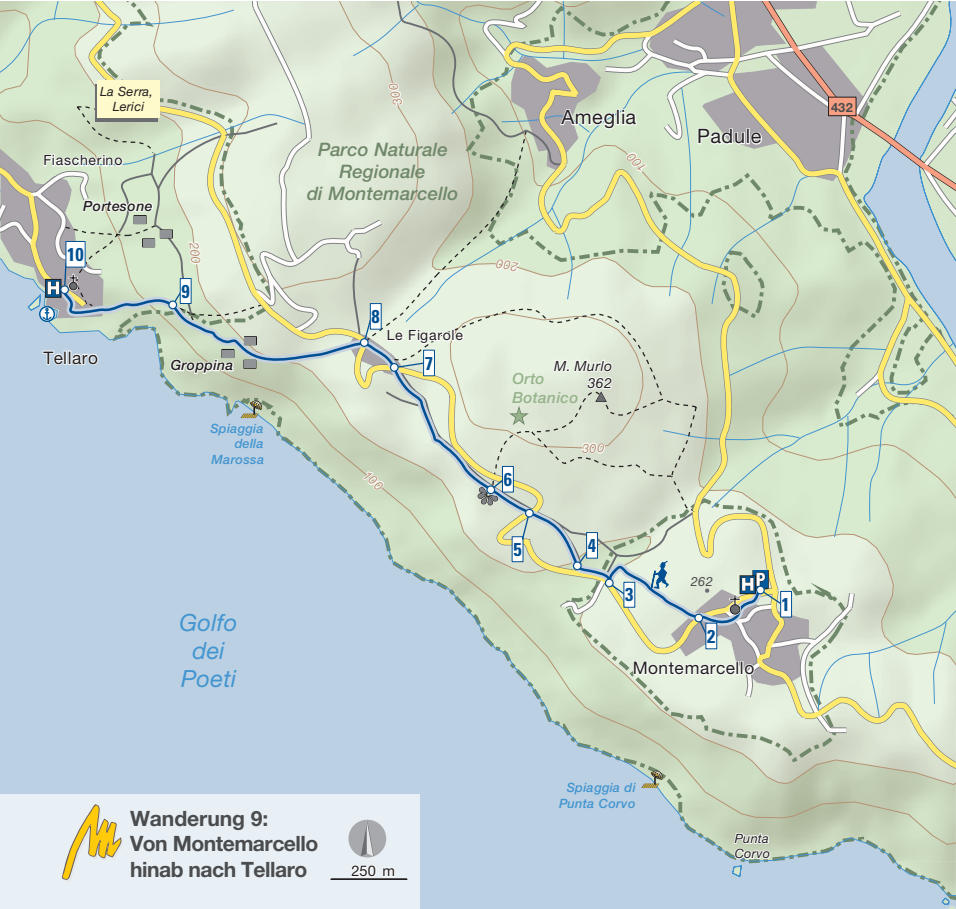 La Serra,
Lerici
300
432
Ameglia
Padule
Fiascherino
Parco Naturale
Regionale
di Montemarcello
100
Portesone
200
10
H
200
9
8
Le Figarole
Tellaro
Groppina
7
M. Murlo
362
Orto
Botanico
Spiaggia
della
Marossa
300
100
6
5
4
262
H
P
3
1
2
Golfo
dei
Poeti
Montemarcello
Spiaggia di
Punta Corvo
Punta
Corvo
Wanderung 9:
Von Montemarcello
hinab nach Tellaro
250 m